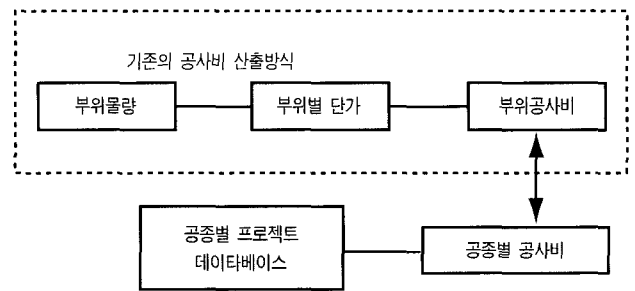 기존의 공사비 산출방식
부위물량
부위별 단가
부위공사비
공종별 프로젝트
데이타베이스
공종별 공사비